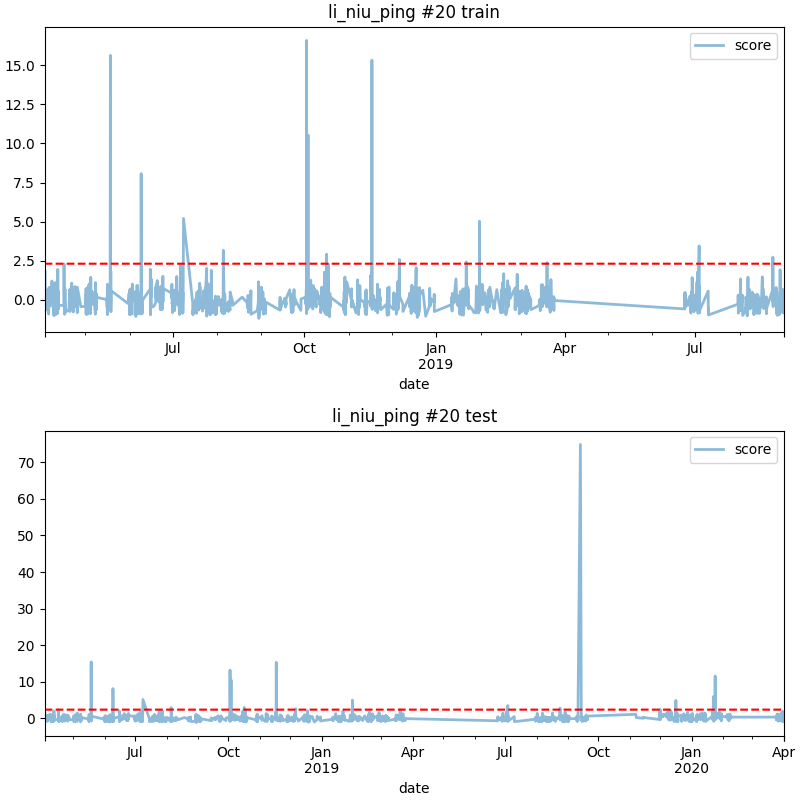 li_niu_ping #20 train
score
15.0
12.5
10.0
7.5
5.0
2.5
0.0
Jul Oct Jan Apr Jul
2019
date
li_niu_ping #20 test
score
70
60
50
40
30
20
10
0
Jul Oct Jan Apr Jul Oct Jan Apr
2019 2020
date